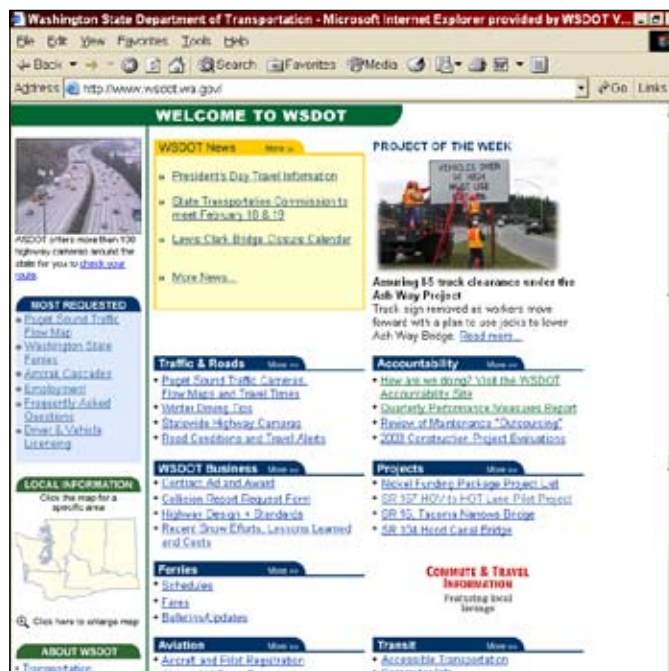 Washington State Department of Transportation - Microsoft Internet Explorer provided by WSDOT V...
File Edit View Favorites Tools Help
Back Search Favorites Media
Address http://www.wsdot.wa.gov/ Go Links
WELCOME TO WSDOT
WSDOT offers more than 130
highway cameras around the
state for you to check your
route.
MOST REQUESTED
Puget Sound Traffic
Flow Map
Washington State
Ferries
Amtrak Cascades
Employment
Frequently Asked
Questions
Driver & Vehicle
Licensing
LOCAL INFORMATION
Click the map for a
specific area
Click here to enlarge map
ABOUT WSDOT
Transportation
WSDOT News More >>
» President's Day Travel Information
» State Transportation Commission to
meet February 18 & 19
» Lewis Clark Bridge Closure Calendar
» More News...
PROJECT OF THE WEEK
VEHICLES OVER
HIGH
MUST USE
Assuring I-5 truck clearance under the
Ash Way Project
Truck sign removed as workers move
forward with a plan to use jacks to lower
Ash Way Bridge. Read more...
Traffic & Roads More >>
• Puget Sound Traffic Cameras,
Flow Maps and Travel Times
• Winter Driving Tips
• Statewide Highway Cameras
• Road Conditions and Travel Alerts
Accountability More >>
• How are we doing? Visit the WSDOT
Accountability Site
• Quarterly Performance Measures Report
• Review of Maintenance "Outsourcing"
• 2003 Construction Project Evaluations
WSDOT Business More >>
• Contract Ad and Award
• Collision Report Request Form
• Highway Design + Standards
• Recent Snow Efforts, Lessons Learned
and Costs
Projects More >>
• Nickel Funding Package Project List
• SR 167 HOV to HOT Lane Pilot Project
• SR 16, Tacoma Narrows Bridge
• SR 104 Hood Canal Bridge
Ferries More >>
• Schedules
• Fares
• Bulletins/Updates
COMMUTE & TRAVEL
INFORMATION
Featuring local
listings
Aviation More >>
• Aircraft and Pilot Registration
Transit More >>
• Accessible Transportation